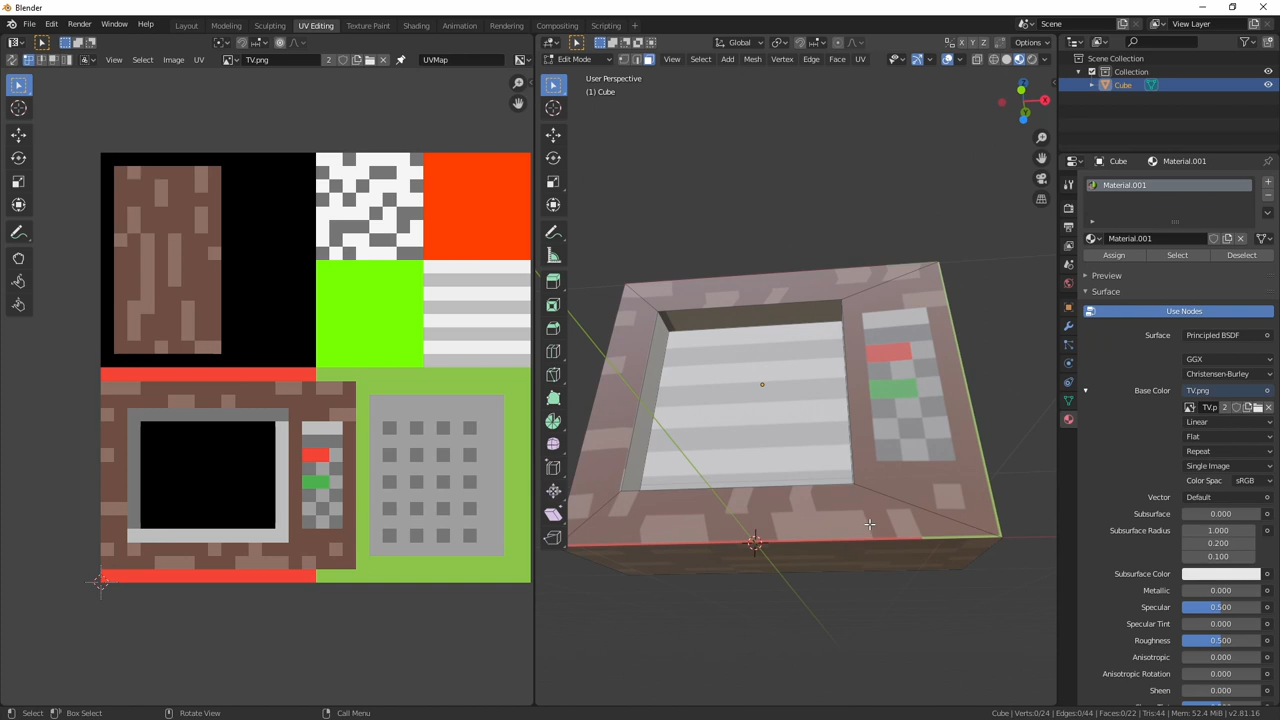 Blender
File Edit Render Window Help Layout Modeling Sculpting UV Editing Texture Paint Shading Animation Rendering Compositing Scripting + Scene View Layer
Global Options
View Select Image UV TV.png 2 UVMap
Edit Mode View Select Add Mesh Vertex Edge Face UV
User Perspective
(1) Cube
X Y Z
Scene Collection
Collection
Cube
Cube Material.001
Material.001
Material.001
Assign Select Deselect
Preview
Surface
Use Nodes
Surface: Principled BSDF
GGX
Christensen-Burley
Base Color TV.png
TV.p 2
Linear
Flat
Repeat
Single Image
Color Spac sRGB
Vector Default
Subsurface 0.000
Subsurface Radius 1.000
0.200
0.100
Subsurface Color
Metallic 0.000
Specular 0.500
Specular Tint 0.000
Roughness 0.500
Anisotropic 0.000
Anisotropic Rotation 0.000
Sheen 0.000
Select Box Select Rotate View Call Menu Cube | Verts:0/24 | Edges:0/44 | Faces:0/22 | Tris:44 | Mem: 52.4 MiB | v2.81.16